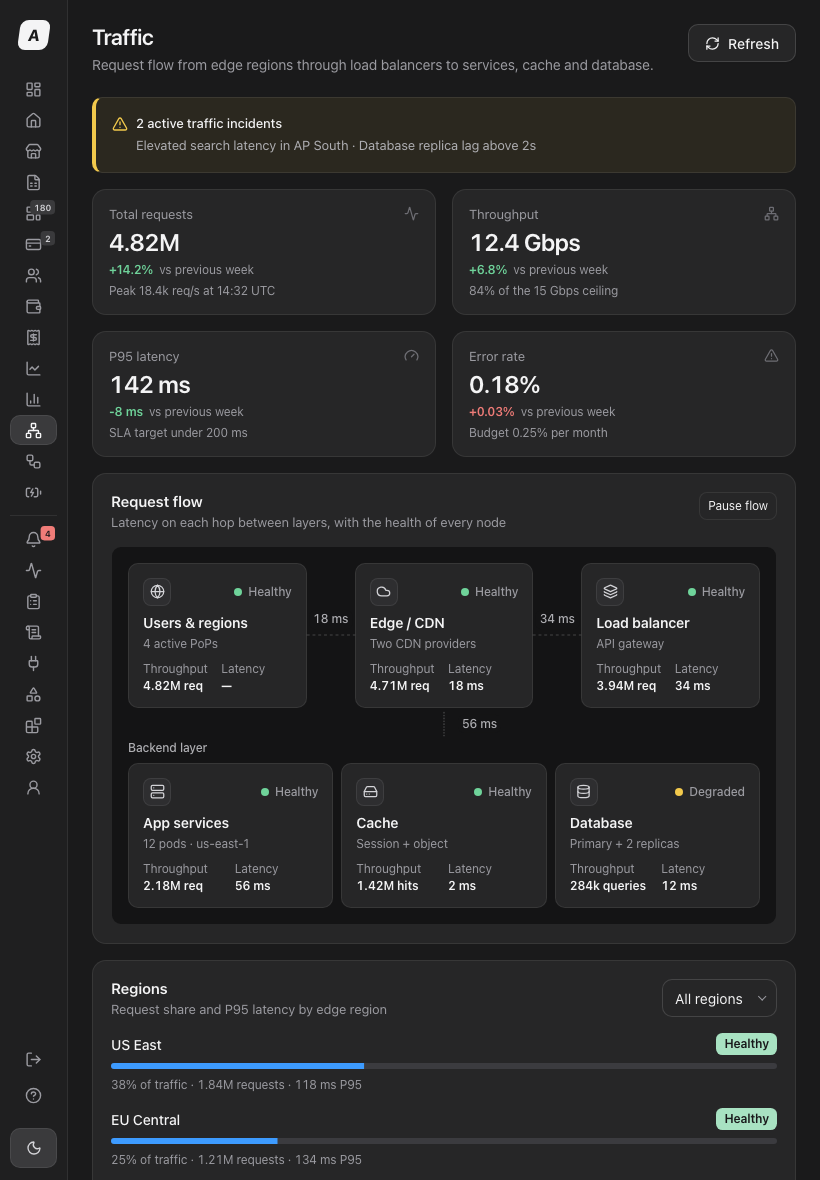 A
Traffic
Request flow from edge regions through load balancers to services, cache and database.
Refresh
2 active traffic incidents
Elevated search latency in AP South · Database replica lag above 2s
180
2
4
Total requests
4.82M
+14.2% vs previous week
Peak 18.4k req/s at 14:32 UTC
Throughput
12.4 Gbps
+6.8% vs previous week
84% of the 15 Gbps ceiling
P95 latency
142 ms
-8 ms vs previous week
SLA target under 200 ms
Error rate
0.18%
+0.03% vs previous week
Budget 0.25% per month
Request flow
Latency on each hop between layers, with the health of every node
Pause flow
Healthy
Users & regions
4 active PoPs
Throughput Latency
4.82M req —
18 ms
Healthy
Edge / CDN
Two CDN providers
Throughput Latency
4.71M req 18 ms
34 ms
Healthy
Load balancer
API gateway
Throughput Latency
3.94M req 34 ms
56 ms
Backend layer
Healthy
App services
12 pods · us-east-1
Throughput Latency
2.18M req 56 ms
Healthy
Cache
Session + object
Throughput Latency
1.42M hits 2 ms
Degraded
Database
Primary + 2 replicas
Throughput Latency
284k queries 12 ms
Regions
Request share and P95 latency by edge region
All regions
US East
Healthy
38% of traffic · 1.84M requests · 118 ms P95
EU Central
Healthy
25% of traffic · 1.21M requests · 134 ms P95